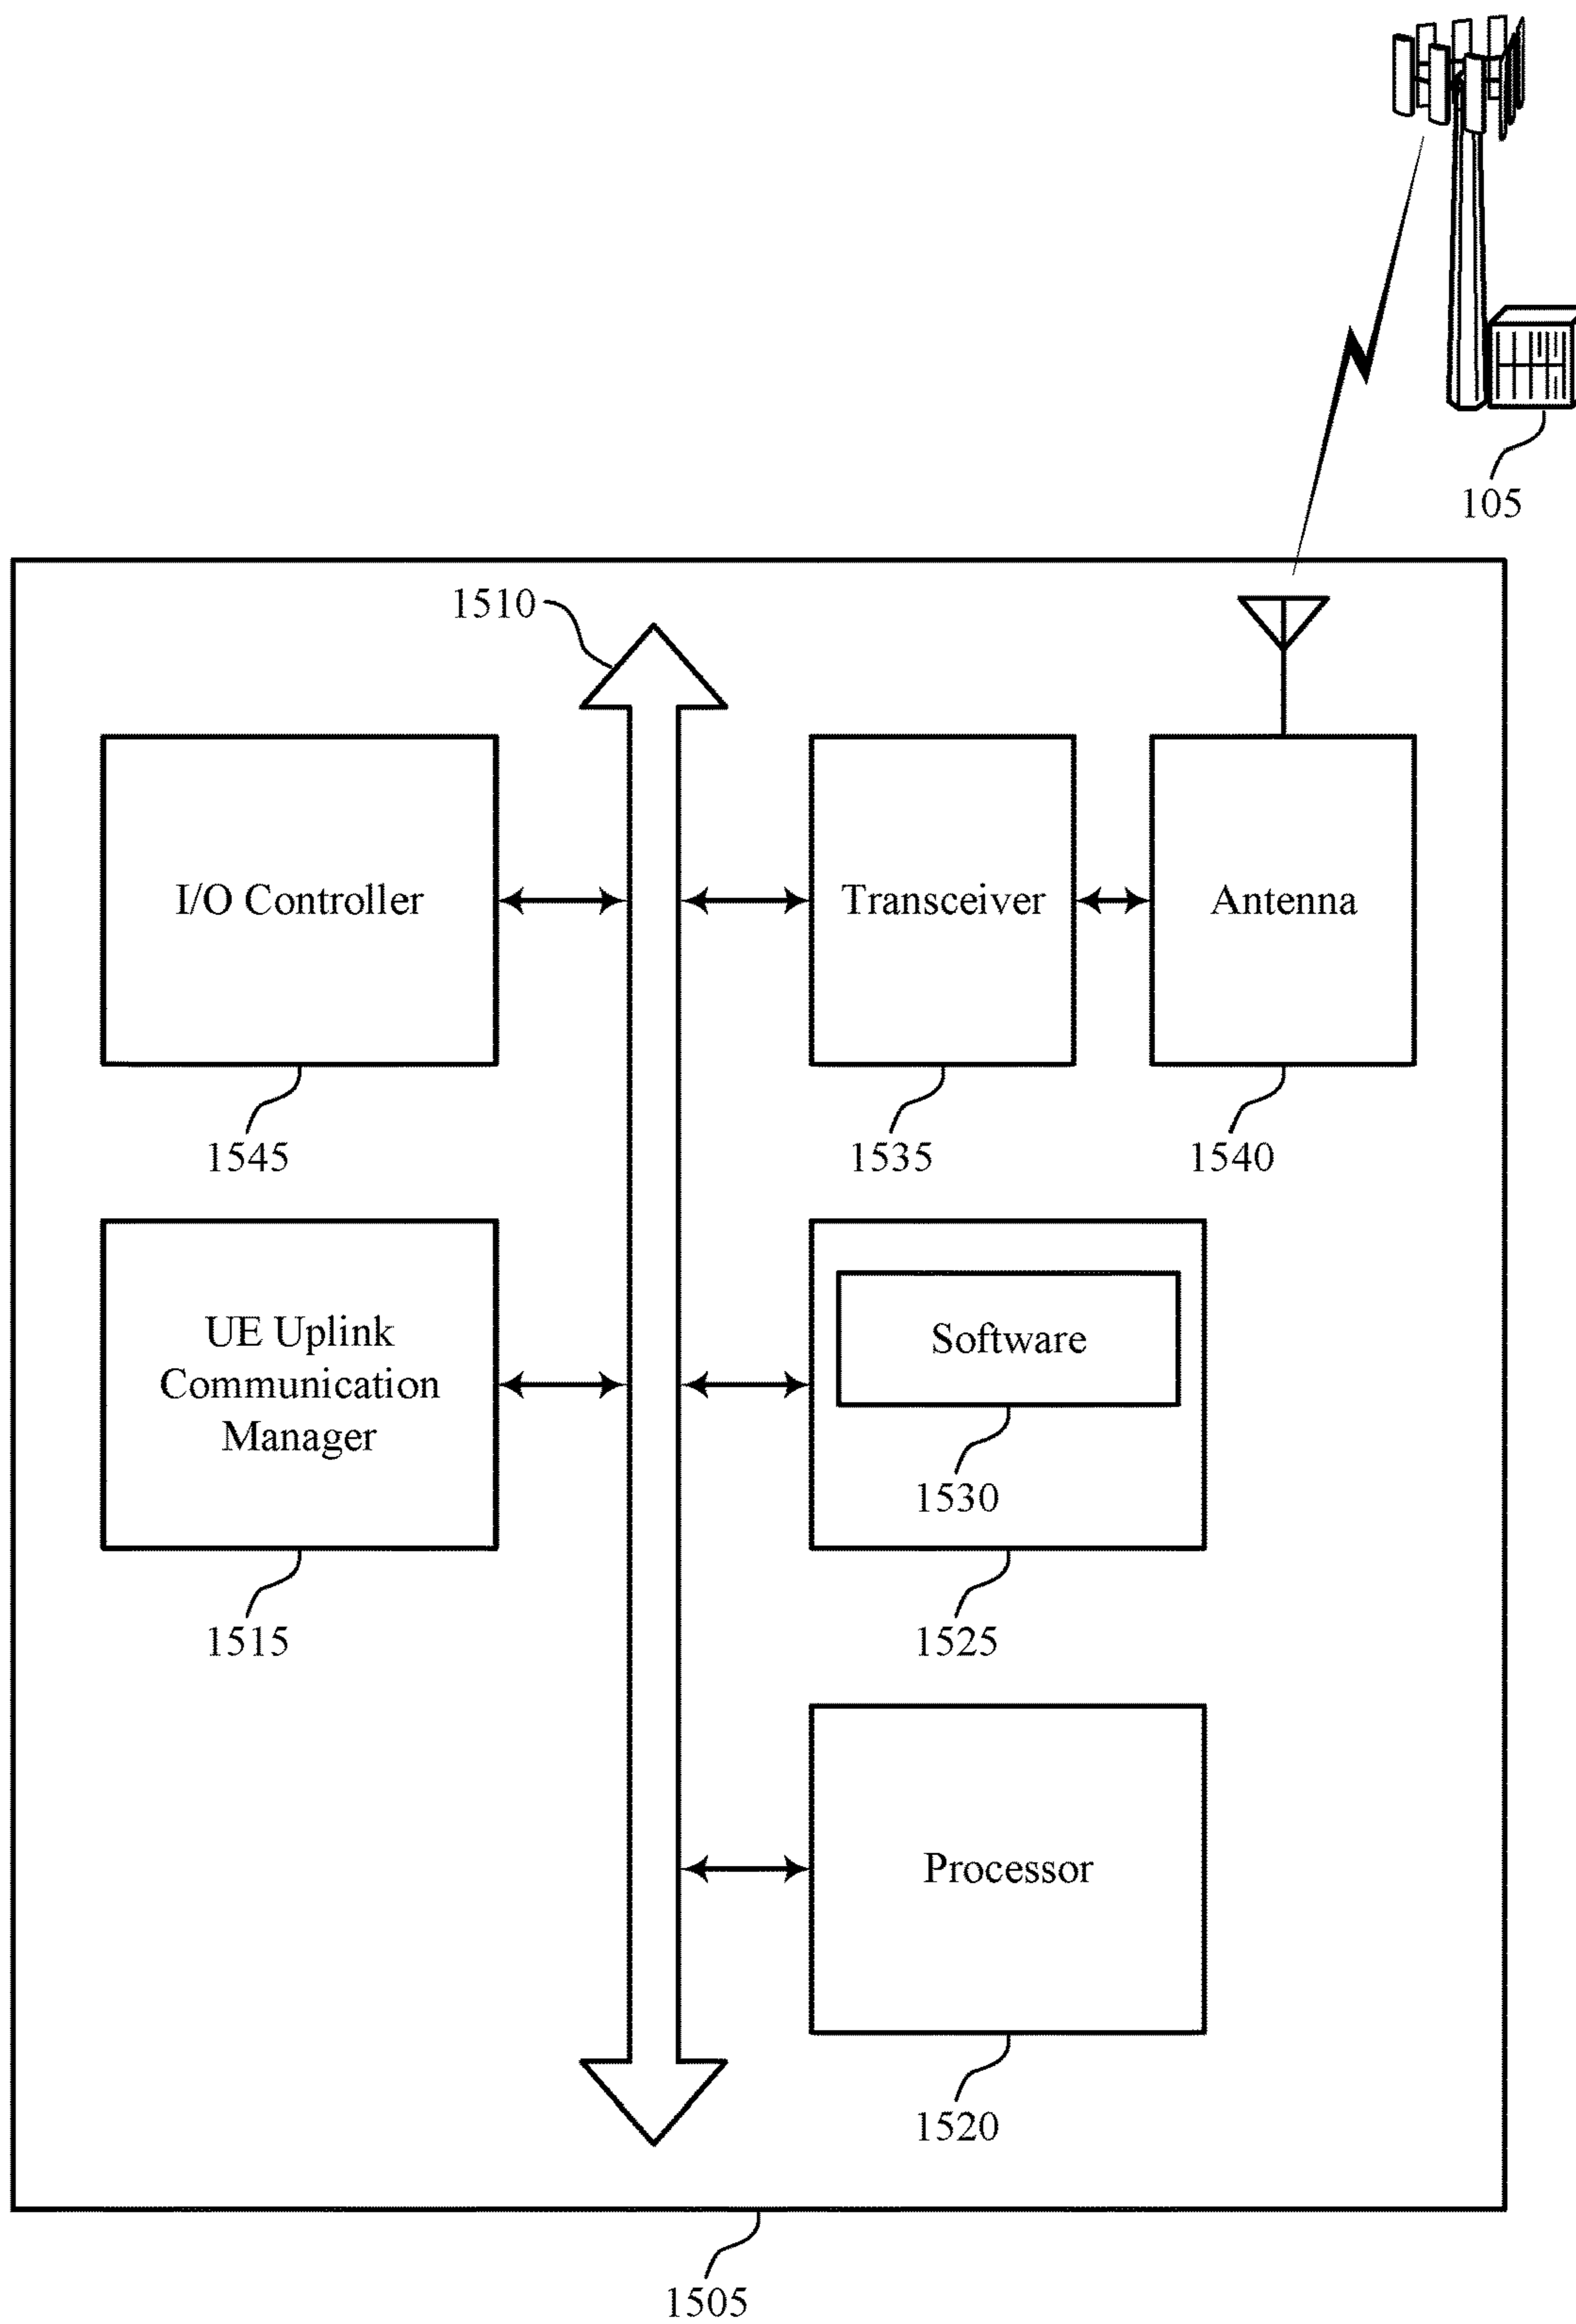 105
1510
I/O Controller
Transceiver
Antenna
1545
1535
1540
UE Uplink
Communication
Manager
Software
1530
1515
1525
Processor
1520
1505